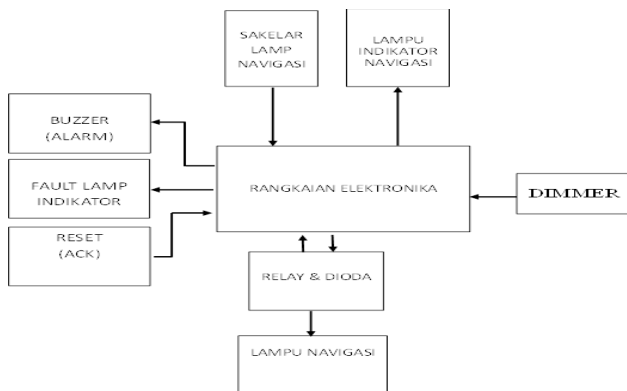 SAKELAR
LAMP
NAVIGASI
LAMPU
INDIKATOR
NAVIGASI
BUZZER
(ALARM)
FAULT LAMP
INDIKATOR
RANGKAIAN ELEKTRONIKA
DIMMER
RESET
(ACK)
RELAY & DIODA
LAMPU NAVIGASI